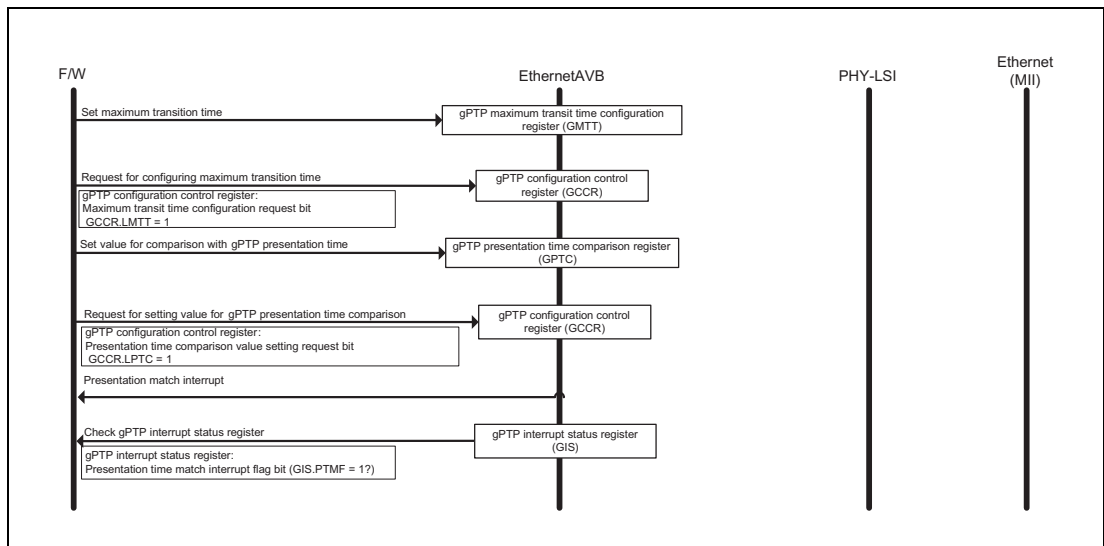 F/W
EthernetAVB
PHY-LSI
Ethernet
(MII)
Set maximum transition time
gPTP maximum transit time configuration
register (GMTT)
Request for configuring maximum transition time
gPTP configuration control
register (GCCR)
gPTP configuration control register:
Maximum transit time configuration request bit
GCCR.LMTT = 1
Set value for comparison with gPTP presentation time
gPTP presentation time comparison register
(GPTC)
Request for setting value for gPTP presentation time comparison
gPTP configuration control
register (GCCR)
gPTP configuration control register:
Presentation time comparison value setting request bit
GCCR.LPTC = 1
Presentation match interrupt
Check gPTP interrupt status register
gPTP interrupt status register
(GIS)
gPTP interrupt status register:
Presentation time match interrupt flag bit (GIS.PTMF = 1?)